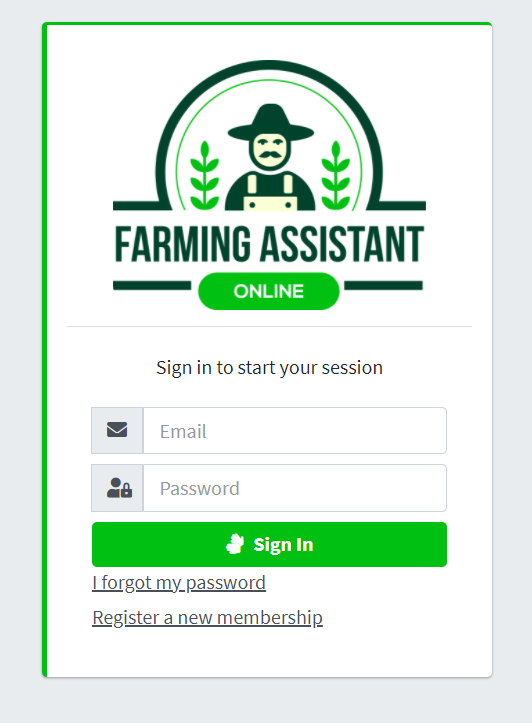 FARMING ASSISTANT
ONLINE
Sign in to start your session
Email
Password
Sign In
I forgot my password
Register a new membership